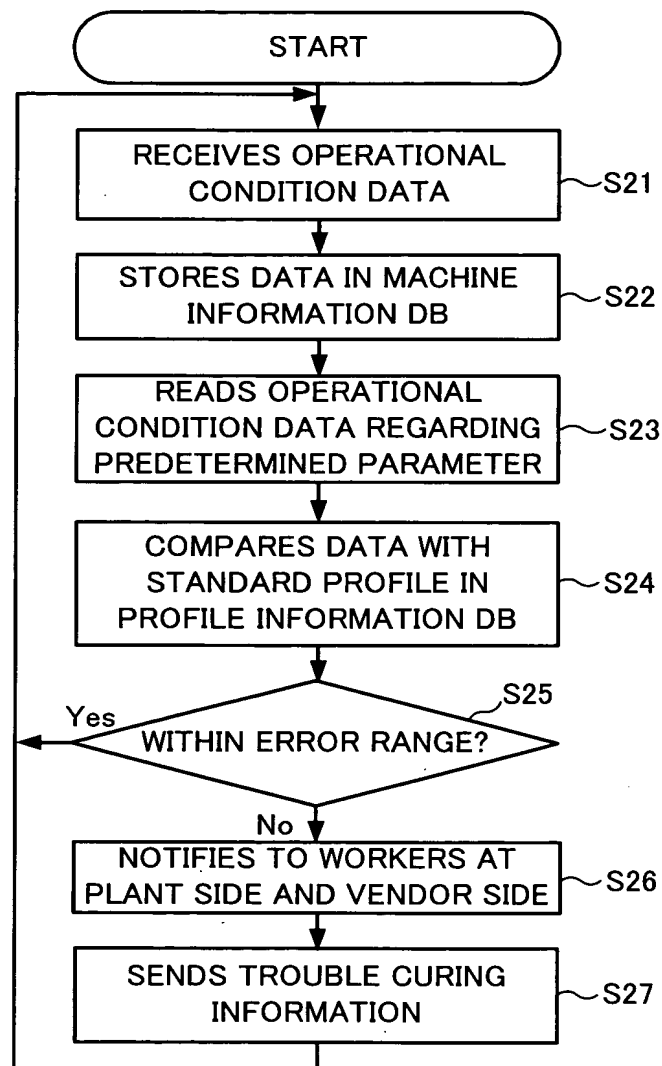 START
RECEIVES OPERATIONAL
CONDITION DATA
S21
STORES DATA IN MACHINE
INFORMATION DB
S22
READS OPERATIONAL
CONDITION DATA REGARDING
PREDETERMINED PARAMETER
S23
COMPARES DATA WITH
STANDARD PROFILE IN
PROFILE INFORMATION DB
S24
S25
Yes
WITHIN ERROR RANGE?
No
NOTIFIES TO WORKERS AT
PLANT SIDE AND VENDOR SIDE
S26
SENDS TROUBLE CURING
INFORMATION
S27